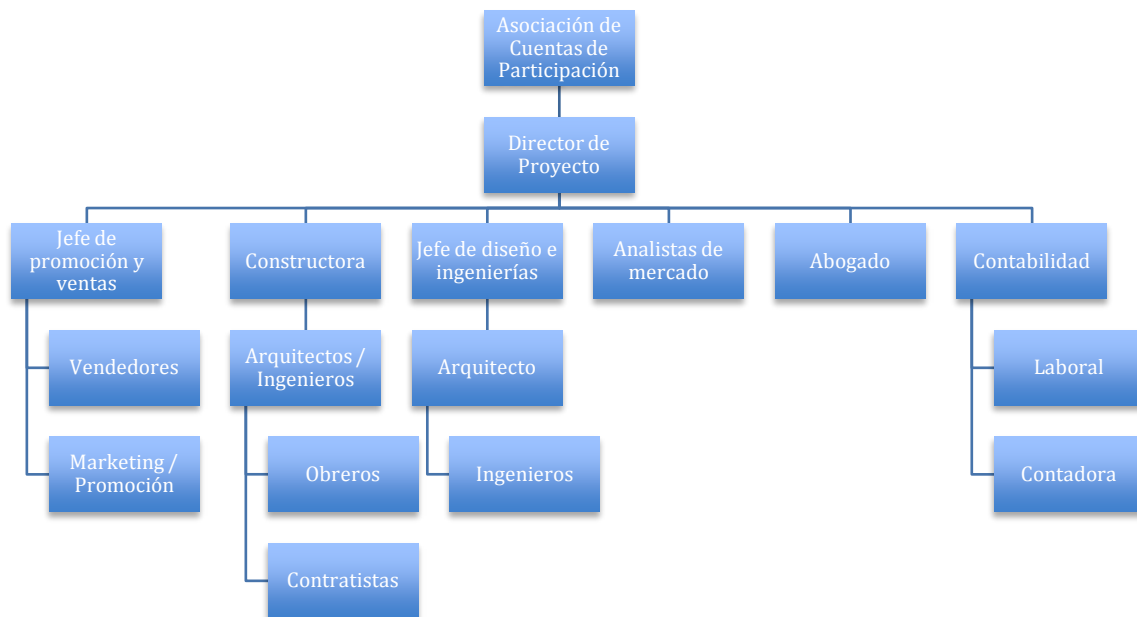 Asociación de
Cuentas de
Participación
Director de
Proyecto
Jefe de
promoción y
ventas
Constructora
Jefe de diseño e
ingenierías
Analistas de
mercado
Abogado
Contabilidad
Vendedores
Arquitectos /
Ingenieros
Arquitecto
Laboral
Marketing /
Promoción
Obreros
Ingenieros
Contadora
Contratistas